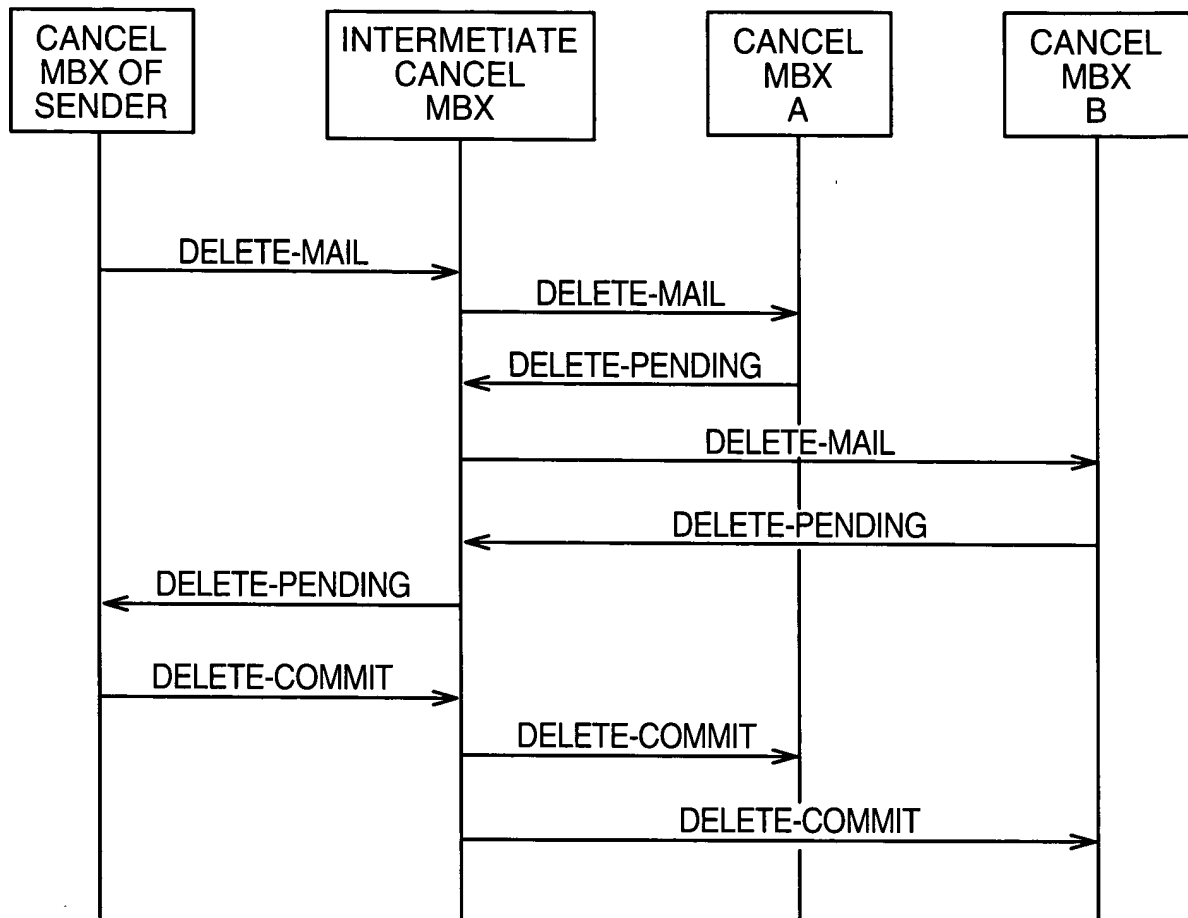 CANCEL
MBX OF
SENDER
INTERMETIATE
CANCEL
MBX
CANCEL
MBX
A
CANCEL
MBX
B
DELETE-MAIL
DELETE-MAIL
DELETE-PENDING
DELETE-MAIL
DELETE-PENDING
DELETE-PENDING
DELETE-COMMIT
DELETE-COMMIT
DELETE-COMMIT